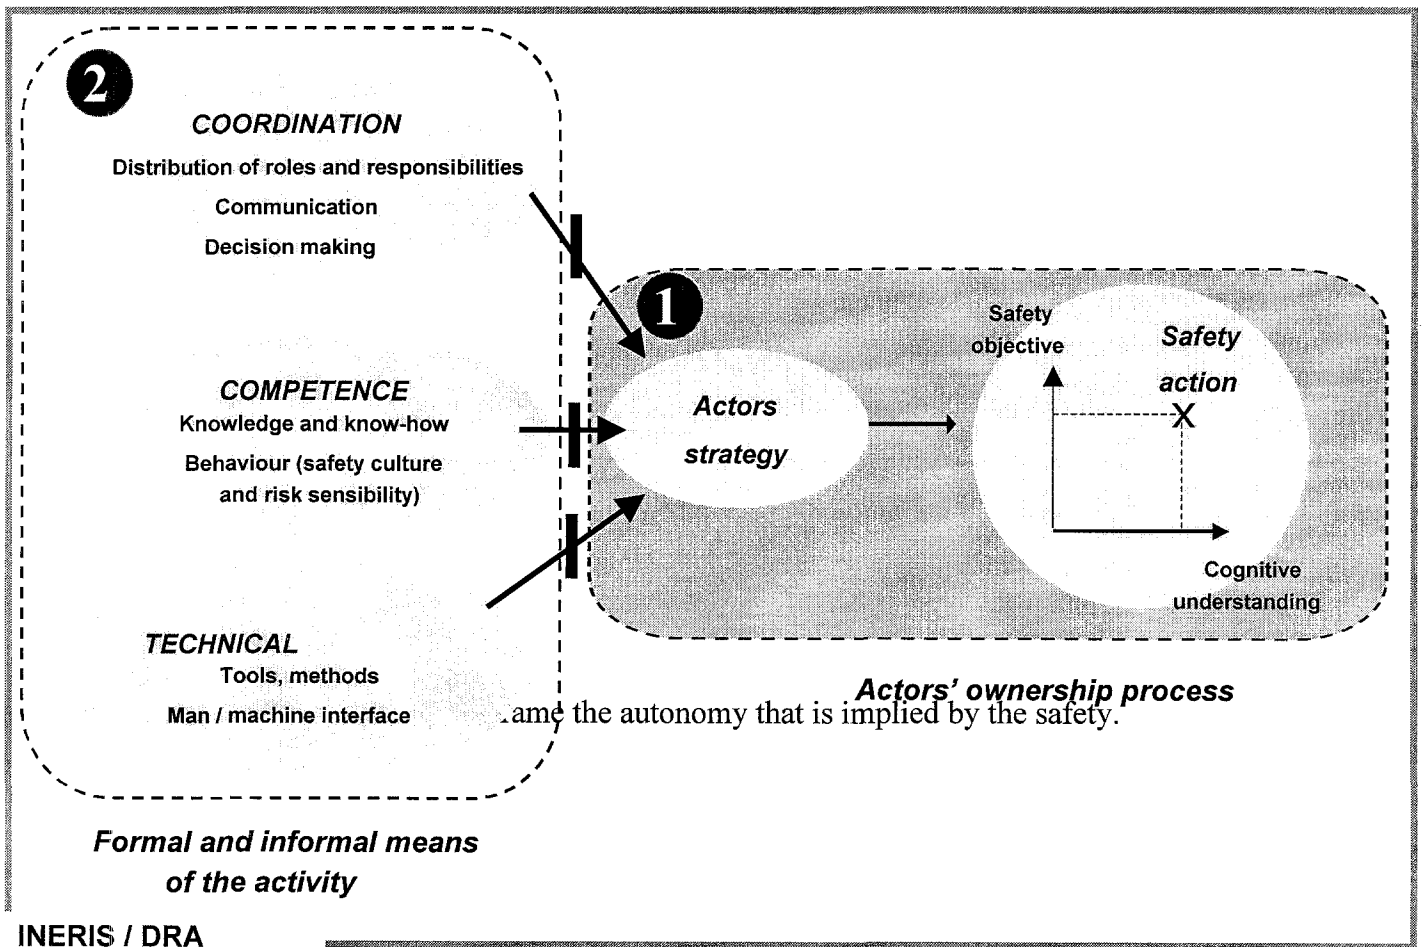 2
COORDINATION
Distribution of roles and responsibilities
Communication
Decision making
COMPETENCE
Knowledge and know-how
Behaviour (safety culture
and risk sensibility)
TECHNICAL
Tools, methods
Man / machine interface
Formal and informal means
of the activity
1
Actors
strategy
Safety
objective
Safety
action
X
Cognitive
understanding
Actors' ownership process
ame the autonomy that is implied by the safety.
INERIS / DRA